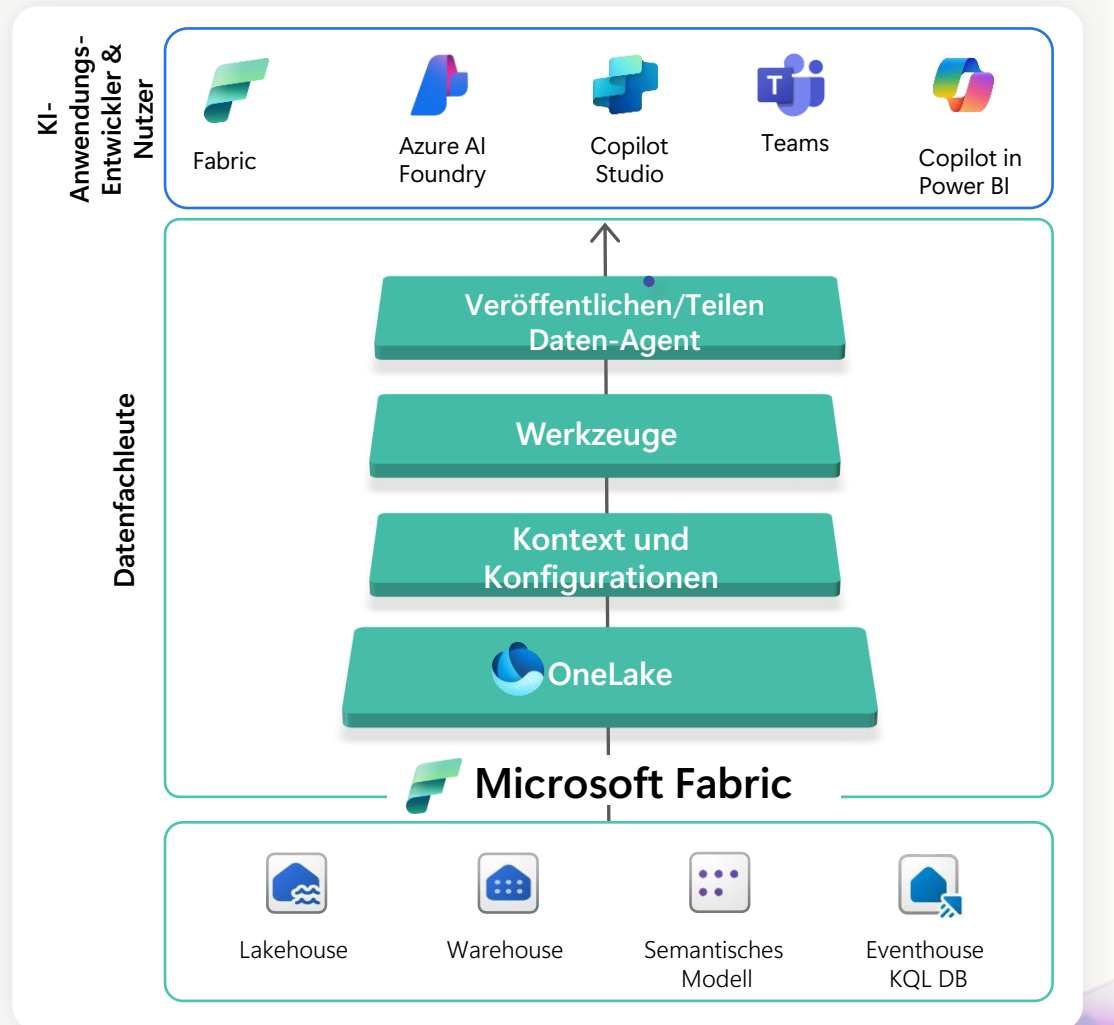 KI-
Anwendungs-
Entwickler &
Nutzer
Fabric
Azure AI
Foundry
Copilot
Studio
T
Teams
Copilot in
Power BI
Datenfachleute
Veröffentlichen/Teilen
Daten-Agent
Werkzeuge
Kontext und
Konfigurationen
OneLake
Microsoft Fabric
Lakehouse
Warehouse
Semantisches
Modell
Eventhouse
KQL DB